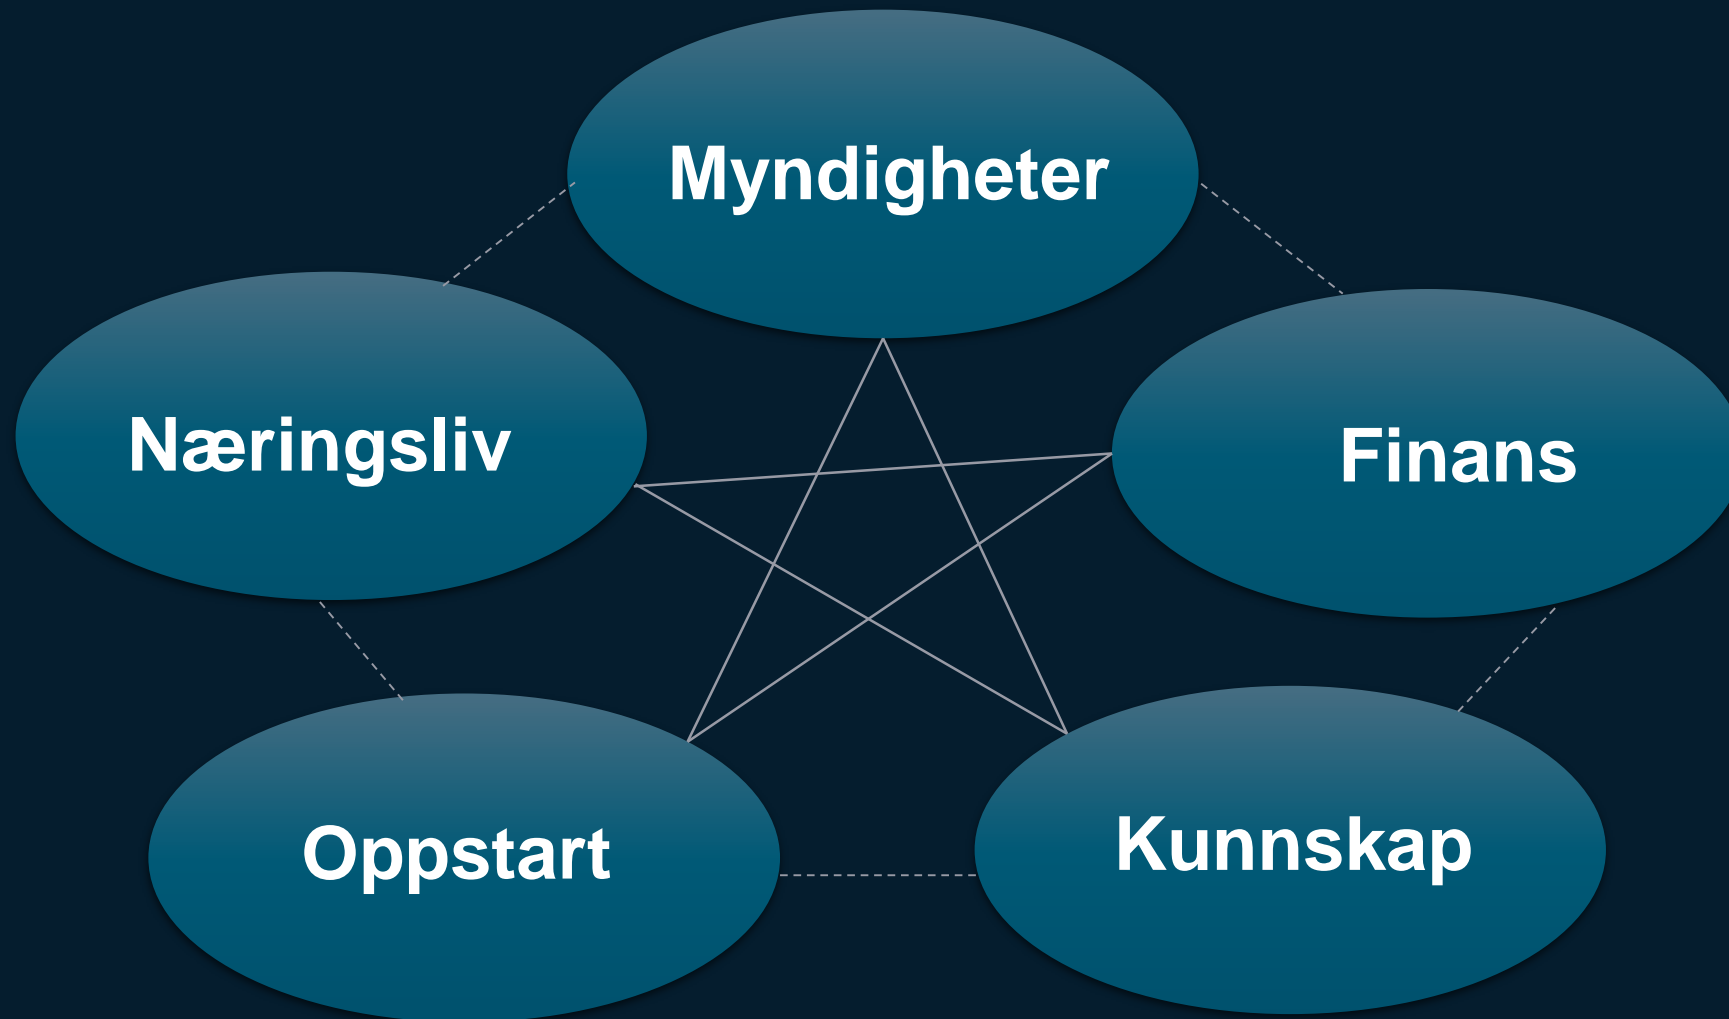 Myndigheter
Næringsliv
Finans
Oppstart
Kunnskap